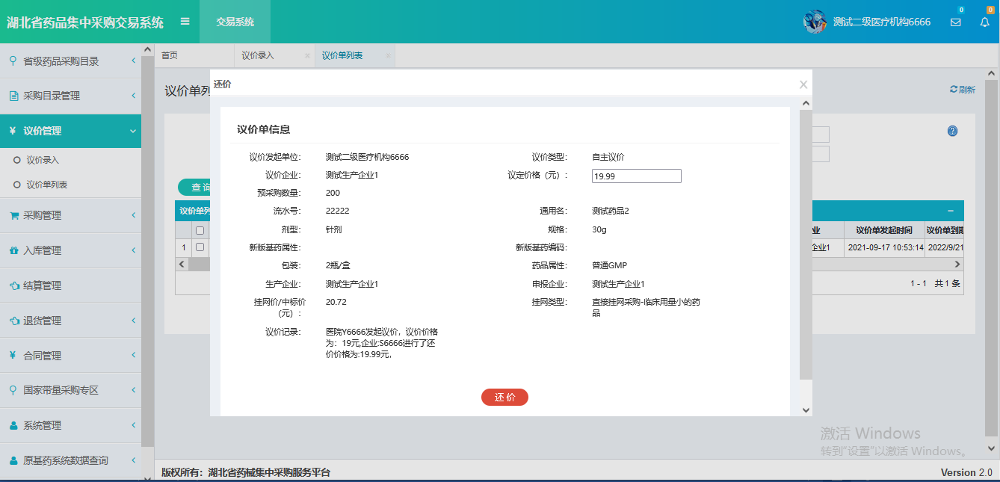 湖北省药品集中采购交易系统
交易系统
测试二级医疗机构6666
0
0
省级药品采购目录
采购目录管理
议价管理
议价录入
议价单列表
采购管理
入库管理
结算管理
退货管理
合同管理
国家带量采购专区
系统管理
原基药系统数据查询
首页
议价录入
议价单列表
议价单列
刷新
还价
议价单信息
议价发起单位： 测试二级医疗机构6666 议价类型： 自主议价
议价企业： 测试生产企业1 议定价格（元）： 19.99
预采购数量： 200
流水号： 22222 通用名： 测试药品2
剂型： 针剂 规格： 30g
新版基药属性： 新版基药编码：
包装： 2瓶/盒 药品属性： 普通GMP
生产企业： 测试生产企业1 申报企业： 测试生产企业1
挂网价/中标价（元）： 20.72 挂网类型： 直接挂网采购-临床用量小的药
品
议价记录： 医院Y6666发起议价，议价价格
为：19元,企业:S6666进行了还
价价格为:19.99元,
还价
查询
议价单列
业 议价单发起时间 议价单到期
1 企业1 2021-09-17 10:53:14 2022/9/21
1 - 1 共 1 条
激活 Windows
转到"设置"以激活 Windows。
版权所有：湖北省药械集中采购服务平台
Version 2.0